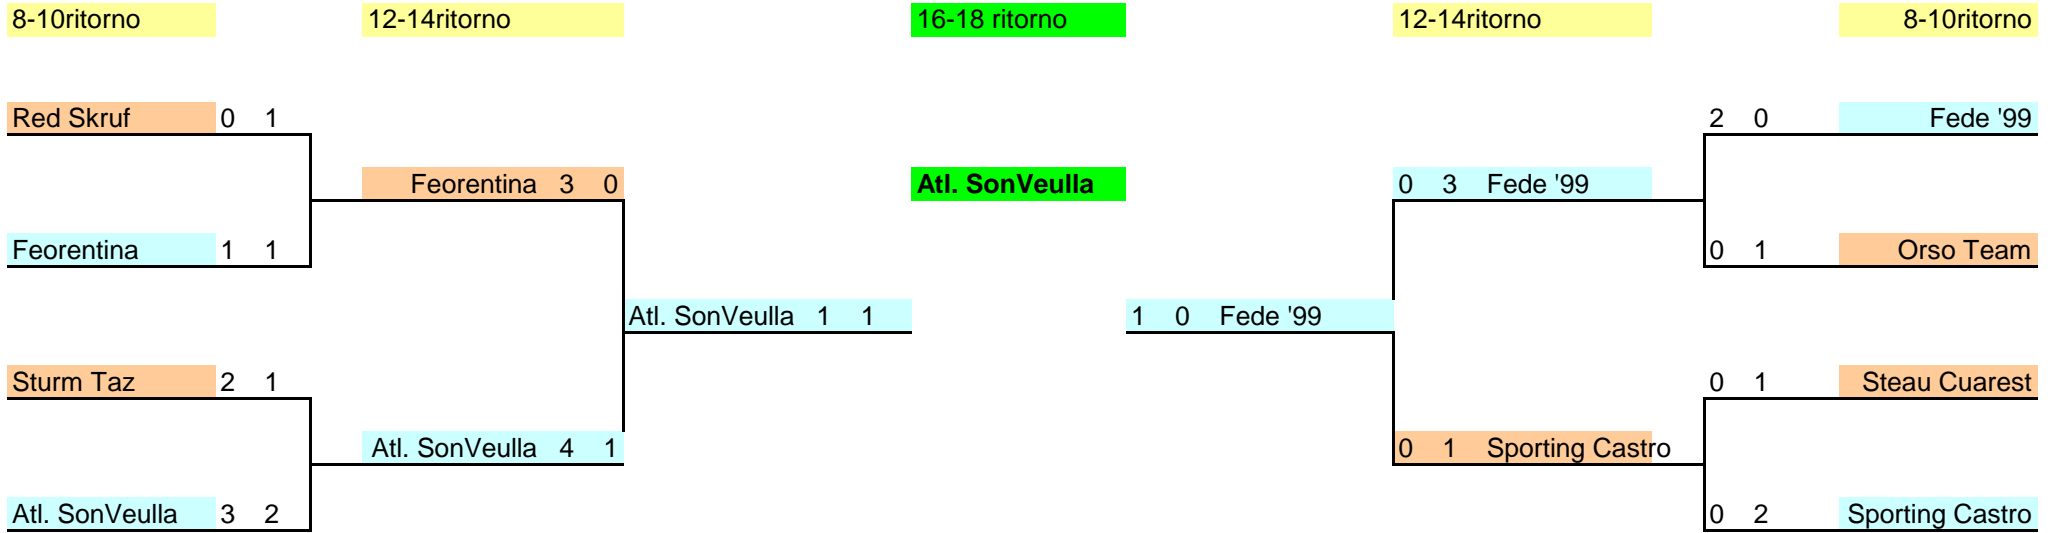 8-10ritorno 12-14ritorno 16-18 ritorno 12-14ritorno 8-10ritorno
Red Skruf 0 1 2 0 Fede '99
Feorentina 3 0 Atl. SonVeulla 0 3 Fede '99
Feorentina 1 1 0 1 Orso Team
Atl. SonVeulla 1 1 1 0 Fede '99
Sturm Taz 2 1 0 1 Steau Cuarest
Atl. SonVeulla 4 1 0 1 Sporting Castro
Atl. SonVeulla 3 2 0 2 Sporting Castro